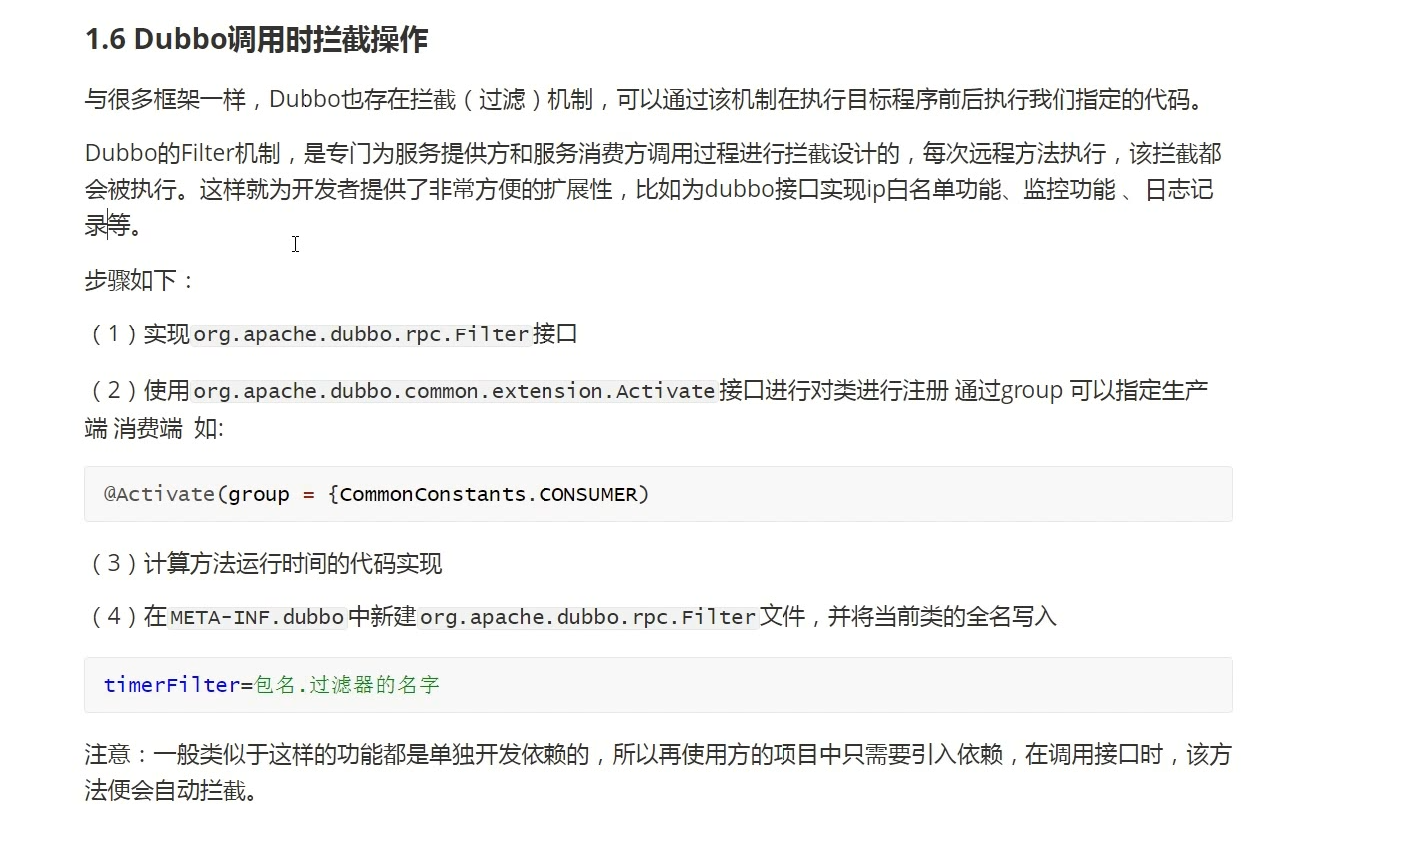 1.6 Dubbo调用时拦截操作
与很多框架一样，Dubbo也存在拦截（过滤）机制，可以通过该机制在执行目标程序前后执行我们指定的代码。
Dubbo的Filter机制，是专门为服务提供方和服务消费方调用过程进行拦截设计的，每次远程方法执行，该拦截都
会被执行。这样就为开发者提供了非常方便的扩展性，比如为dubbo接口实现ip白名单功能、监控功能 、日志记
录等。
步骤如下：
（1）实现org.apache.dubbo.rpc.Filter接口
（2）使用org.apache.dubbo.common.extension.Activate接口进行对类进行注册 通过group 可以指定生产
端 消费端  如:
@Activate(group = {CommonConstants.CONSUMER)
（3）计算方法运行时间的代码实现
（4）在META-INF.dubbo中新建org.apache.dubbo.rpc.Filter文件，并将当前类的全名写入
timerFilter=包名.过滤器的名字
注意：一般类似于这样的功能都是单独开发依赖的，所以再使用方的项目中只需要引入依赖，在调用接口时，该方
法便会自动拦截。